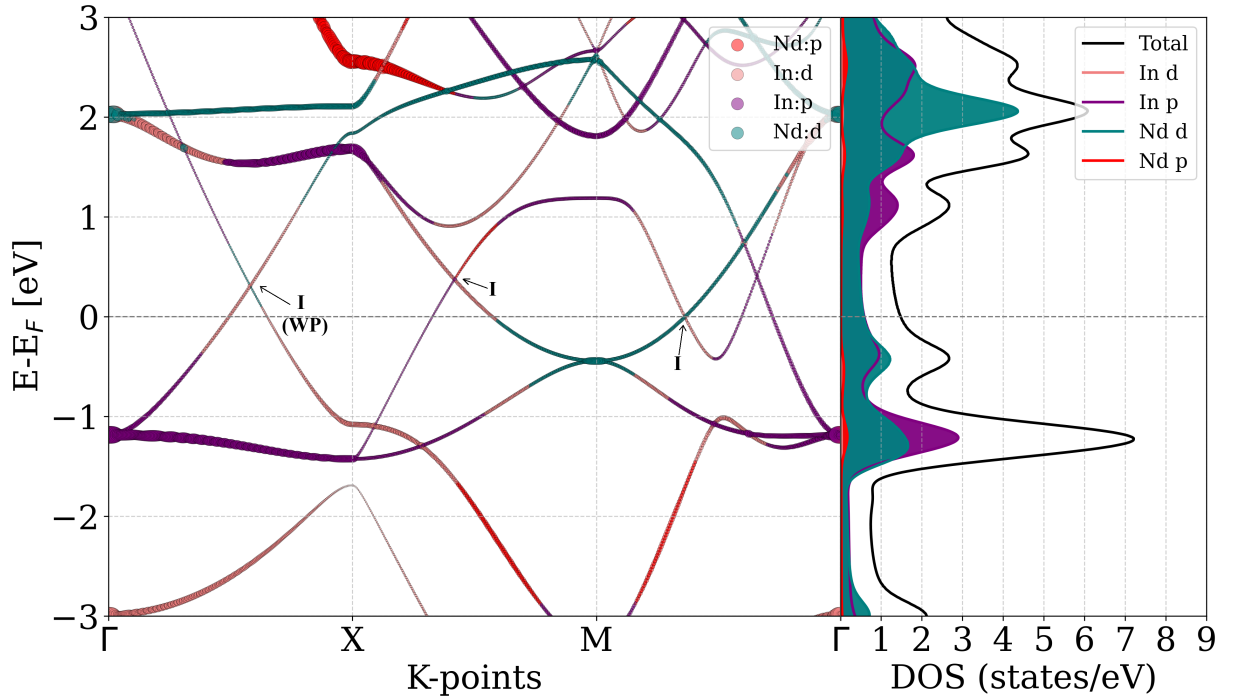 E-E_F [eV]
3
2
1
0
−1
−2
−3
Nd:p
In:d
In:p
Nd:d
I
(WP)
I
I
Γ
X
M
Γ
K-points
Total
In d
In p
Nd d
Nd p
1
2
3
4
5
6
7
8
9
DOS (states/eV)